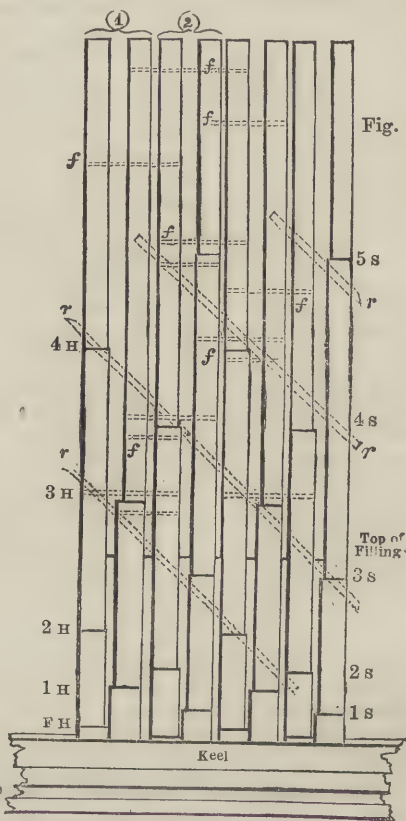 (1) (2)
f
f
Fig.
f
f
5 S
r
f
r
4 H
f
4 S
r
f
r
3 H
Top of
Filling
3 S
2 H
2 S
1 H
1 S
F H
Keel